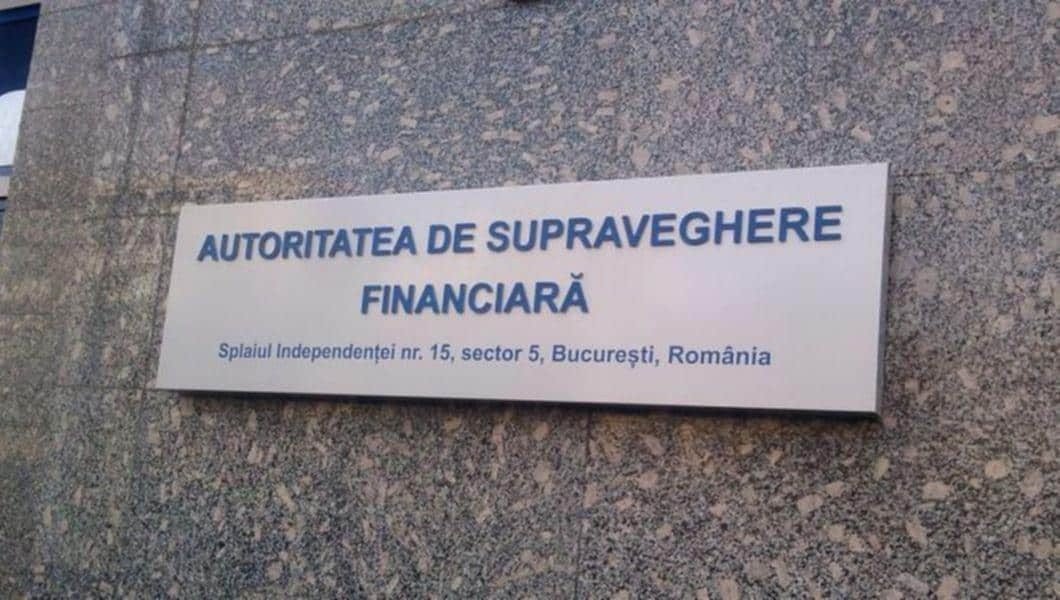 AUTORITATEA DE SUPRAVEGHERE
FINANCIARĂ
Splaiul Independenței nr. 15, sector 5, București, România